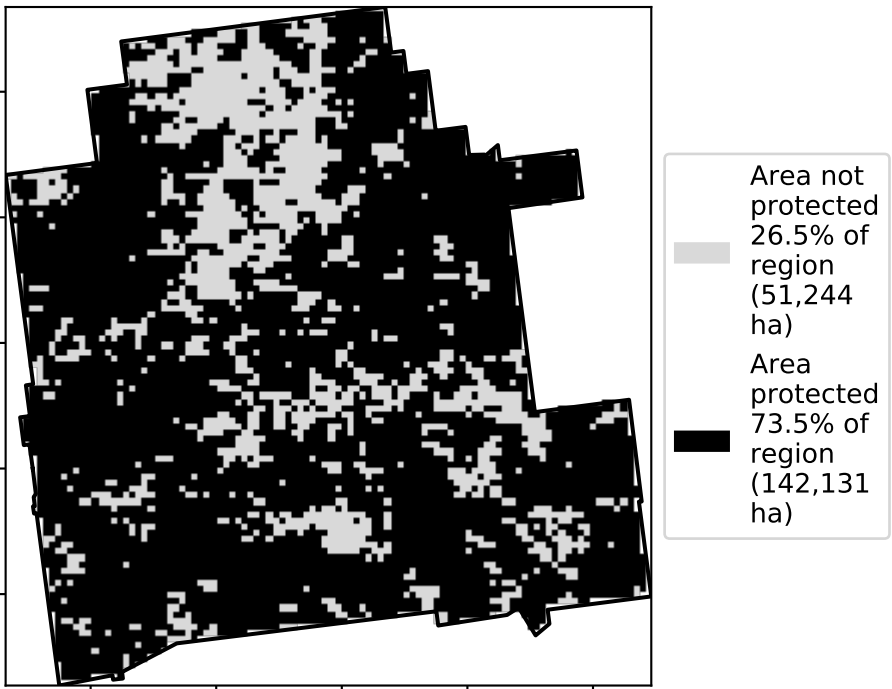 Area not
protected
26.5% of
region
(51,244
ha)
Area
protected
73.5% of
region
(142,131
ha)